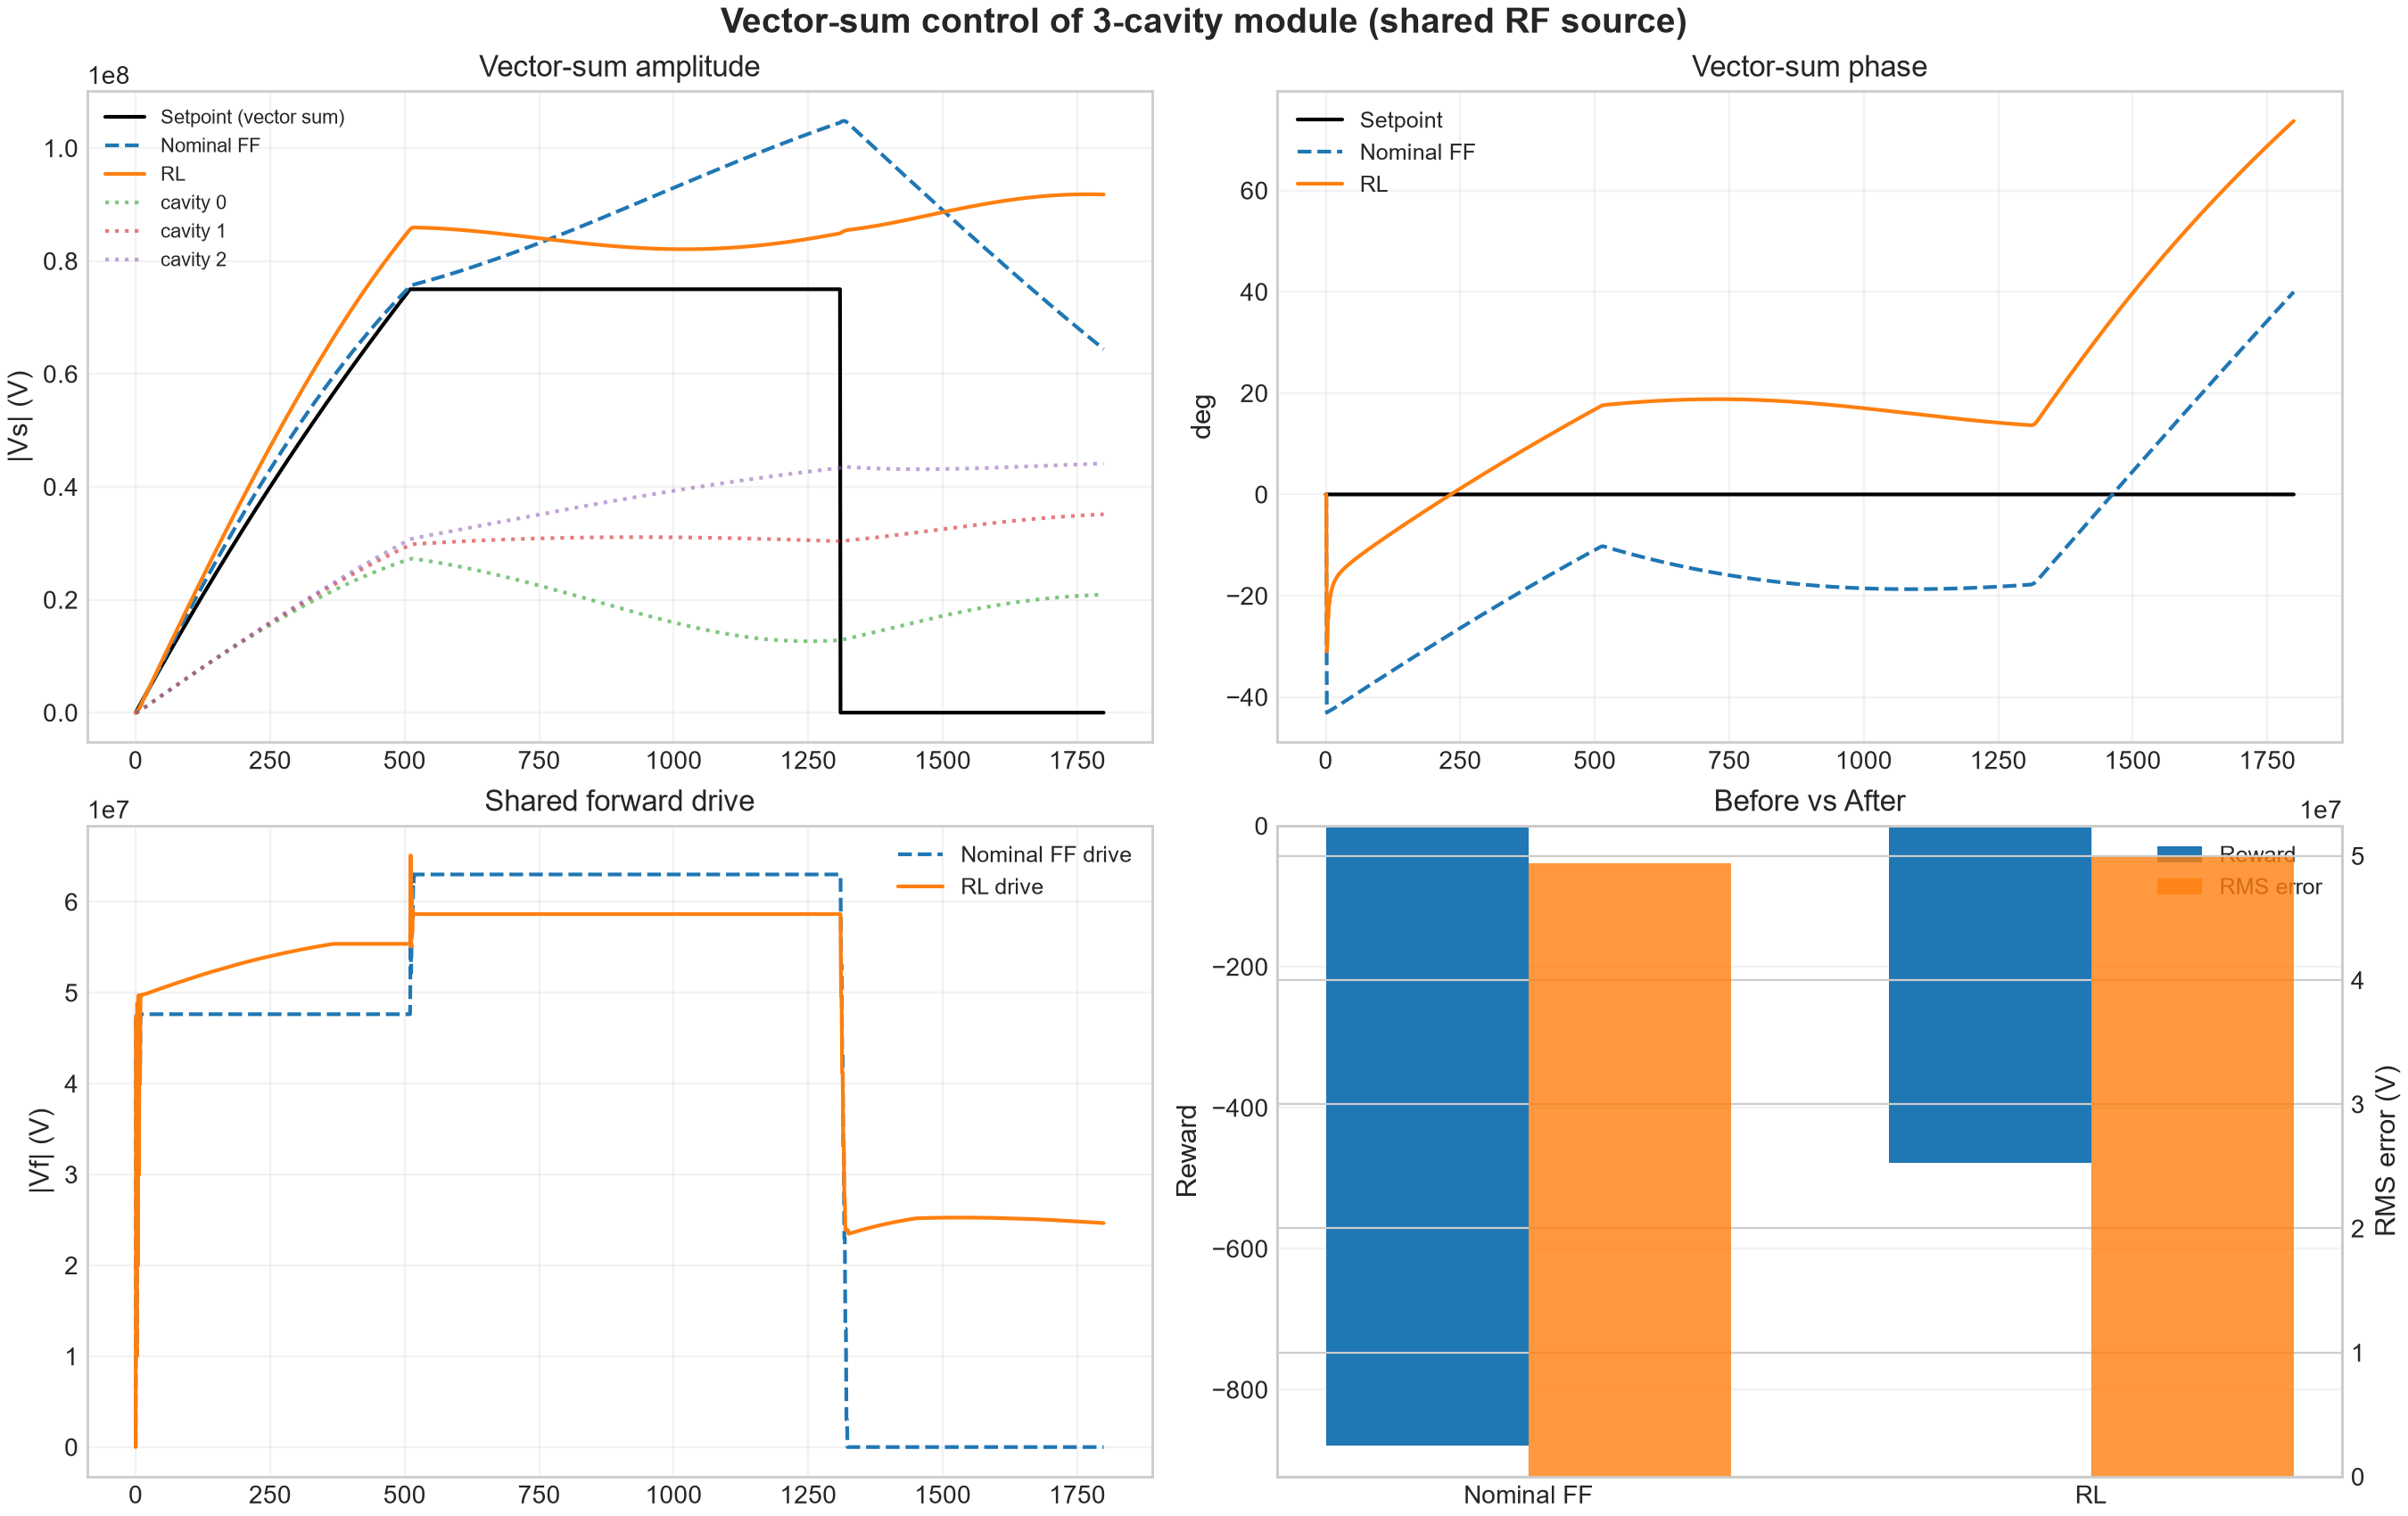 Vector-sum control of 3-cavity module (shared RF source)
Vector-sum amplitude
1e8
|Vs| (V)
1.0
0.8
0.6
0.4
0.2
0.0
Setpoint (vector sum)
Nominal FF
RL
cavity 0
cavity 1
cavity 2
0 250 500 750 1000 1250 1500 1750
Vector-sum phase
deg
60
40
20
0
−20
−40
Setpoint
Nominal FF
RL
0 250 500 750 1000 1250 1500 1750
Shared forward drive
1e7
|Vf| (V)
6
5
4
3
2
1
0
Nominal FF drive
RL drive
0 250 500 750 1000 1250 1500 1750
Before vs After
1e7
Reward
0
−200
−400
−600
−800
Reward
RMS error
5
4
3
2
1
0
RMS error (V)
Nominal FF RL